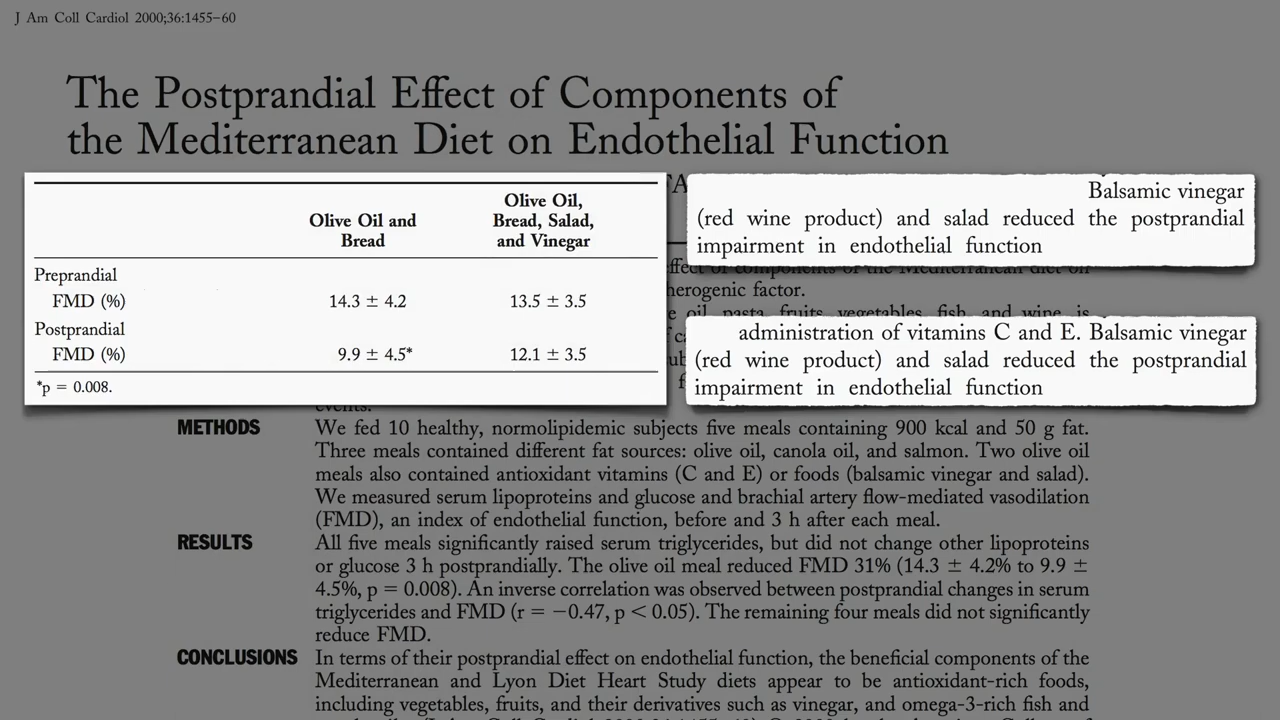 J Am Coll Cardiol 2000;36:1455–60
The Postprandial Effect of Components of
the Mediterranean Diet on Endothelial Function
Olive Oil and Bread
Olive Oil, Bread, Salad, and Vinegar
Preprandial
FMD (%) 14.3 ± 4.2 13.5 ± 3.5
Postprandial
FMD (%) 9.9 ± 4.5* 12.1 ± 3.5
*p = 0.008.
Balsamic vinegar
(red wine product) and salad reduced the postprandial
impairment in endothelial function
herogenic factor.
administration of vitamins C and E. Balsamic vinegar
(red wine product) and salad reduced the postprandial
impairment in endothelial function
events.
METHODS We fed 10 healthy, normolipidemic subjects five meals containing 900 kcal and 50 g fat.
Three meals contained different fat sources: olive oil, canola oil, and salmon. Two olive oil
meals also contained antioxidant vitamins (C and E) or foods (balsamic vinegar and salad).
We measured serum lipoproteins and glucose and brachial artery flow-mediated vasodilation
(FMD), an index of endothelial function, before and 3 h after each meal.
RESULTS All five meals significantly raised serum triglycerides, but did not change other lipoproteins
or glucose 3 h postprandially. The olive oil meal reduced FMD 31% (14.3 ± 4.2% to 9.9 ±
4.5%, p = 0.008). An inverse correlation was observed between postprandial changes in serum
triglycerides and FMD (r = −0.47, p < 0.05). The remaining four meals did not significantly
reduce FMD.
CONCLUSIONS In terms of their postprandial effect on endothelial function, the beneficial components of the
Mediterranean and Lyon Diet Heart Study diets appear to be antioxidant-rich foods,
including vegetables, fruits, and their derivatives such as vinegar, and omega-3-rich fish and